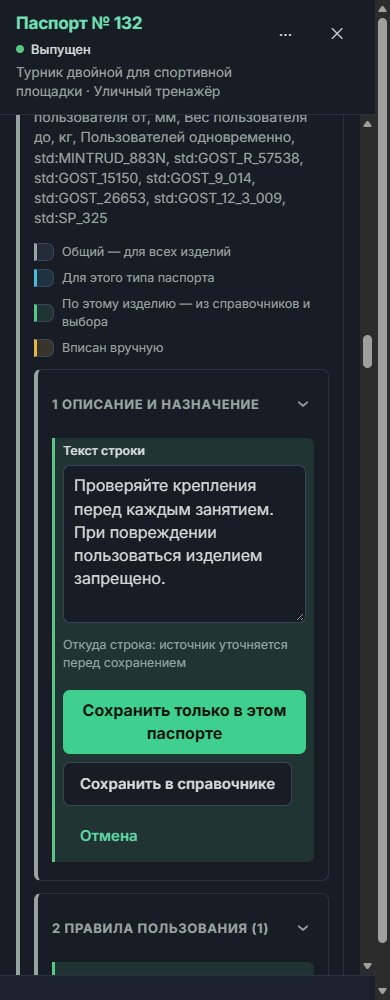 Паспорт № 132
...
Выпущен
Турник двойной для спортивной
площадки · Уличный тренажёр
пользователя от, мм, Вес пользователя
до, кг, Пользователей одновременно,
std:MINTRUD_883N, std:GOST_R_57538,
std:GOST_15150, std:GOST_9_014,
std:GOST_26653, std:GOST_12_3_009,
std:SP_325
Общий — для всех изделий
Для этого типа паспорта
По этому изделию — из справочников и
выбора
Вписан вручную
1 ОПИСАНИЕ И НАЗНАЧЕНИЕ
Текст строки
Проверяйте крепления
перед каждым занятием.
При повреждении
пользоваться изделием
запрещено.
Откуда строка: источник уточняется
перед сохранением
Сохранить только в этом
паспорте
Сохранить в справочнике
Отмена
2 ПРАВИЛА ПОЛЬЗОВАНИЯ (1)